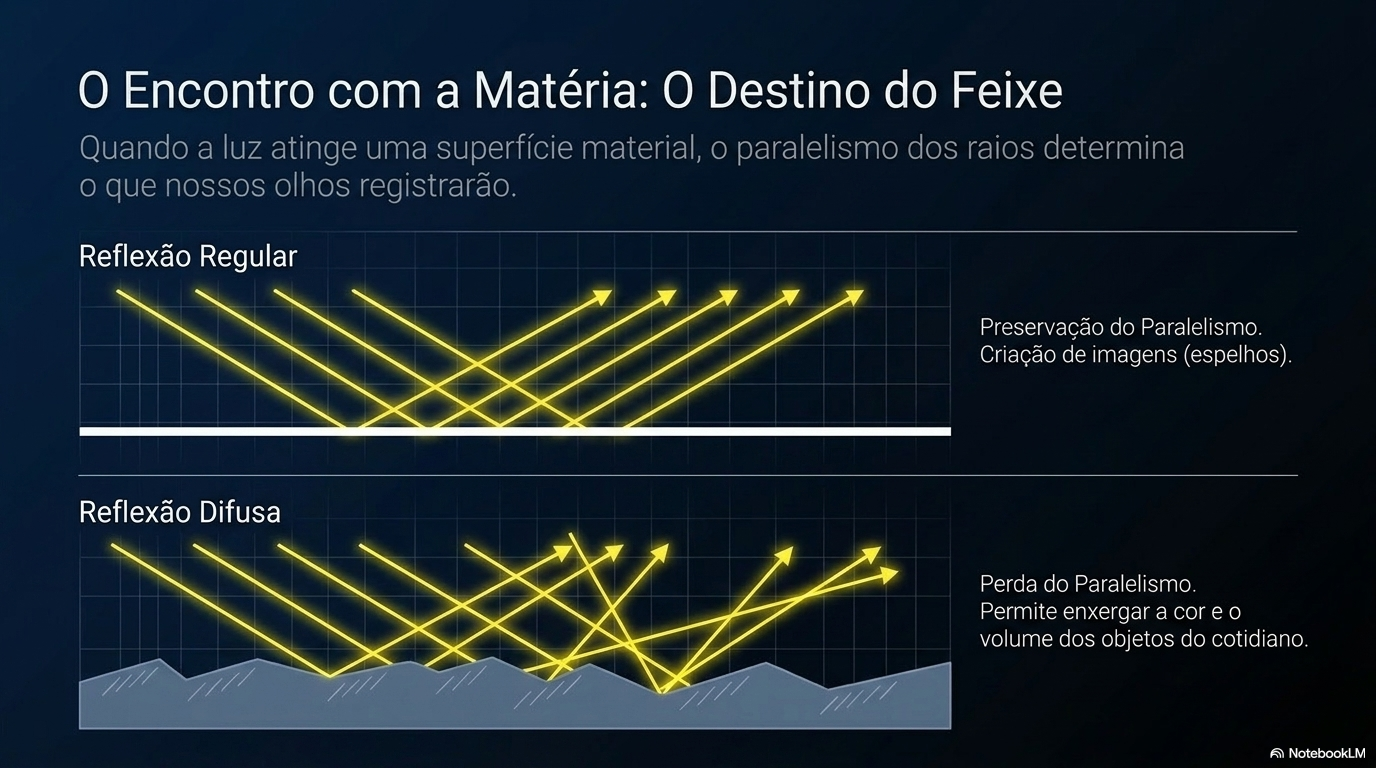 O Encontro com a Matéria: O Destino do Feixe
Quando a luz atinge uma superfície material, o paralelismo dos raios determina
o que nossos olhos registrarão.
Reflexão Regular
Preservação do Paralelismo.
Criação de imagens (espelhos).
Reflexão Difusa
Perda do Paralelismo.
Permite enxergar a cor e o
volume dos objetos do cotidiano.
NotebookLM